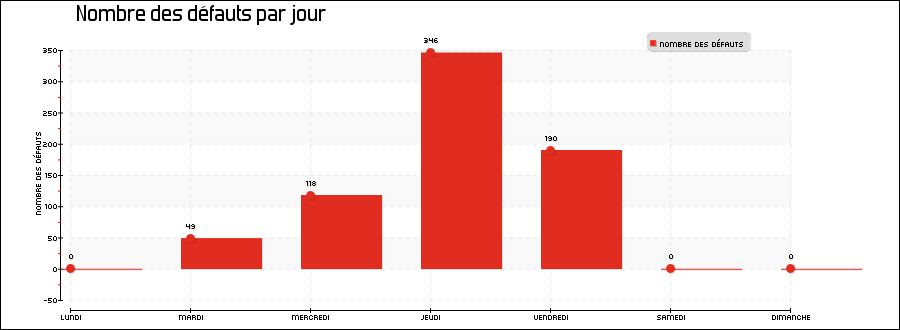 Nombre des défauts par jour
NOMBRE DES DÉFAUTS
350
300
250
200
150
100
50
0
-50
NOMBRE DES DÉFAUTS
0
49
118
346
190
0
0
LUNDI
MARDI
MERCREDI
JEUDI
VENDREDI
SAMEDI
DIMANCHE